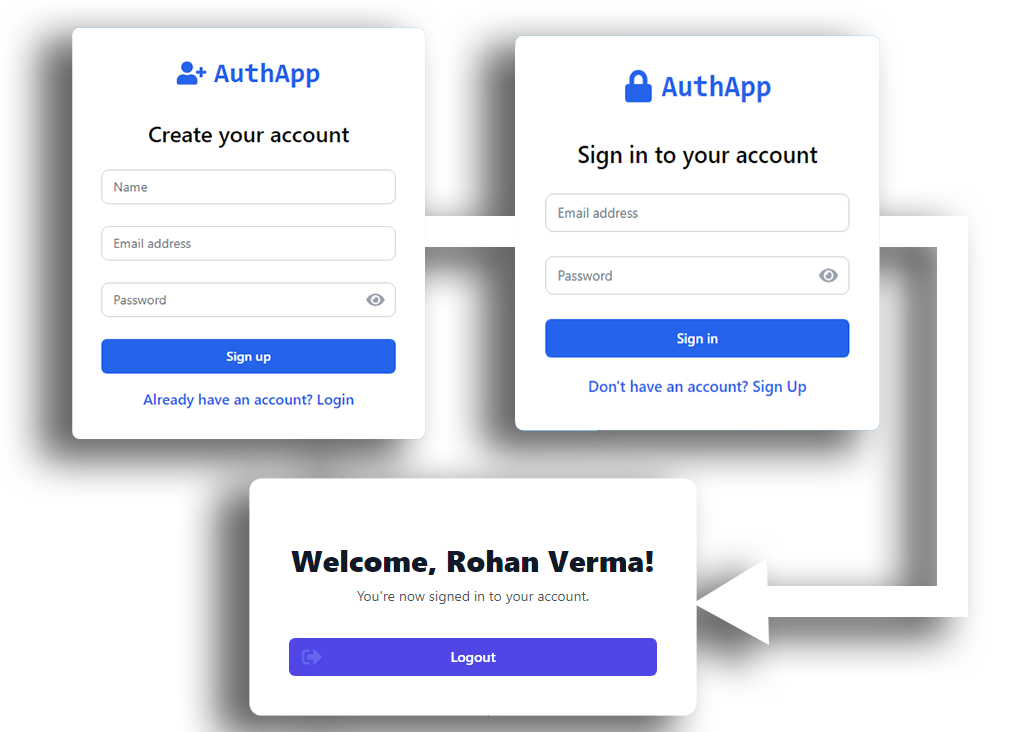 AuthApp
Create your account
Name
Email address
Password
Sign up
Already have an account? Login
AuthApp
Sign in to your account
Email address
Password
Sign in
Don't have an account? Sign Up
Welcome, Rohan Verma!
You're now signed in to your account.
Logout